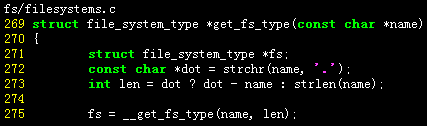 fs/filesystems.c
269 struct file_system_type *get_fs_type(const char *name)
270 {
271     struct file_system_type *fs;
272     const char *dot = strchr(name, '.');
273     int len = dot ? dot - name : strlen(name);
274
275     fs = __get_fs_type(name, len);